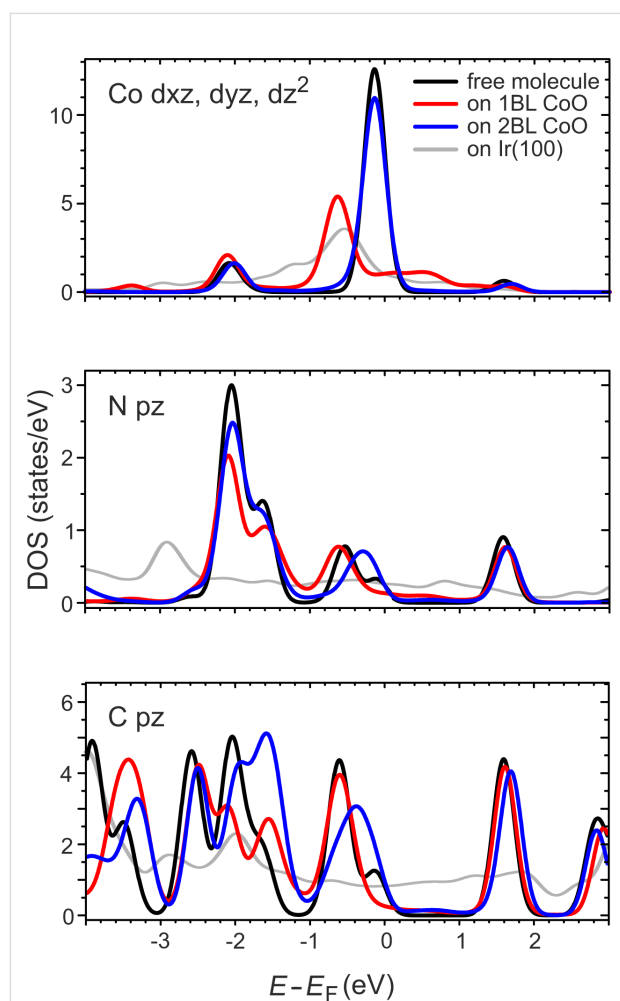 Co dxz, dyz, dz²
free molecule
on 1BL CoO
on 2BL CoO
on Ir(100)
10
5
0
N pz
3
2
1
0
DOS (states/eV)
C pz
6
4
2
0
-3 -2 -1 0 1 2
E–E_F (eV)